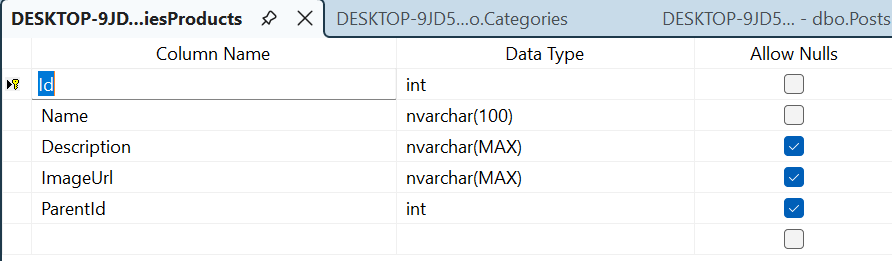 DESKTOP-9JD...iesProducts DESKTOP-9JD5...o.Categories DESKTOP-9JD5... - dbo.Posts
Column Name Data Type Allow Nulls
Id int
Name nvarchar(100)
Description nvarchar(MAX)
ImageUrl nvarchar(MAX)
ParentId int